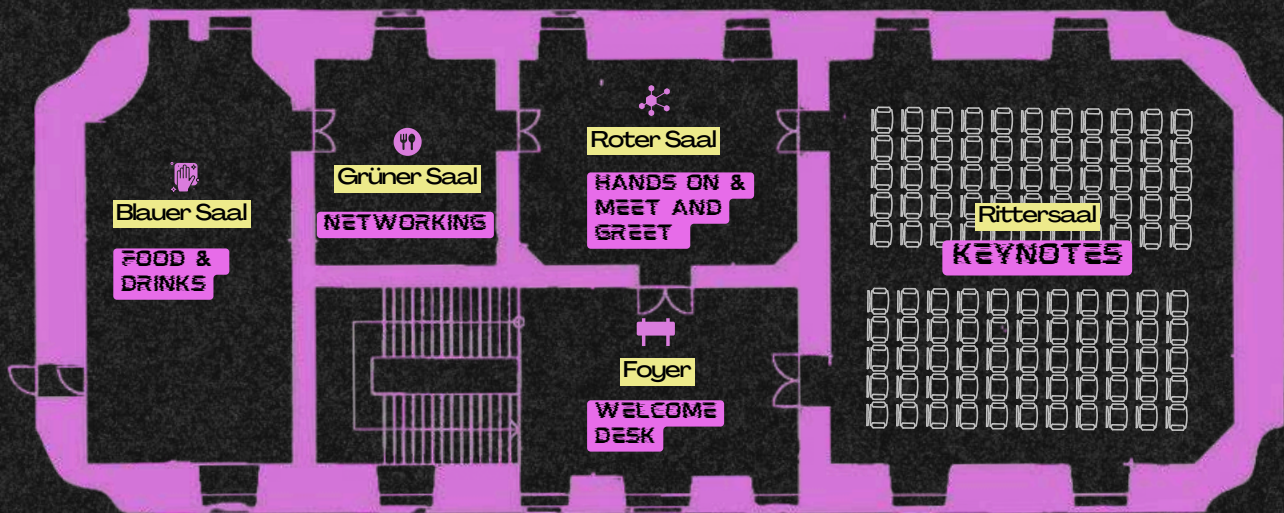 Blauer Saal
FOOD &
DRINKS
Grüner Saal
NETWORKING
Roter Saal
HANDS ON &
MEET AND
GREET
Foyer
WELCOME
DESK
Rittersaal
KEYNOTES